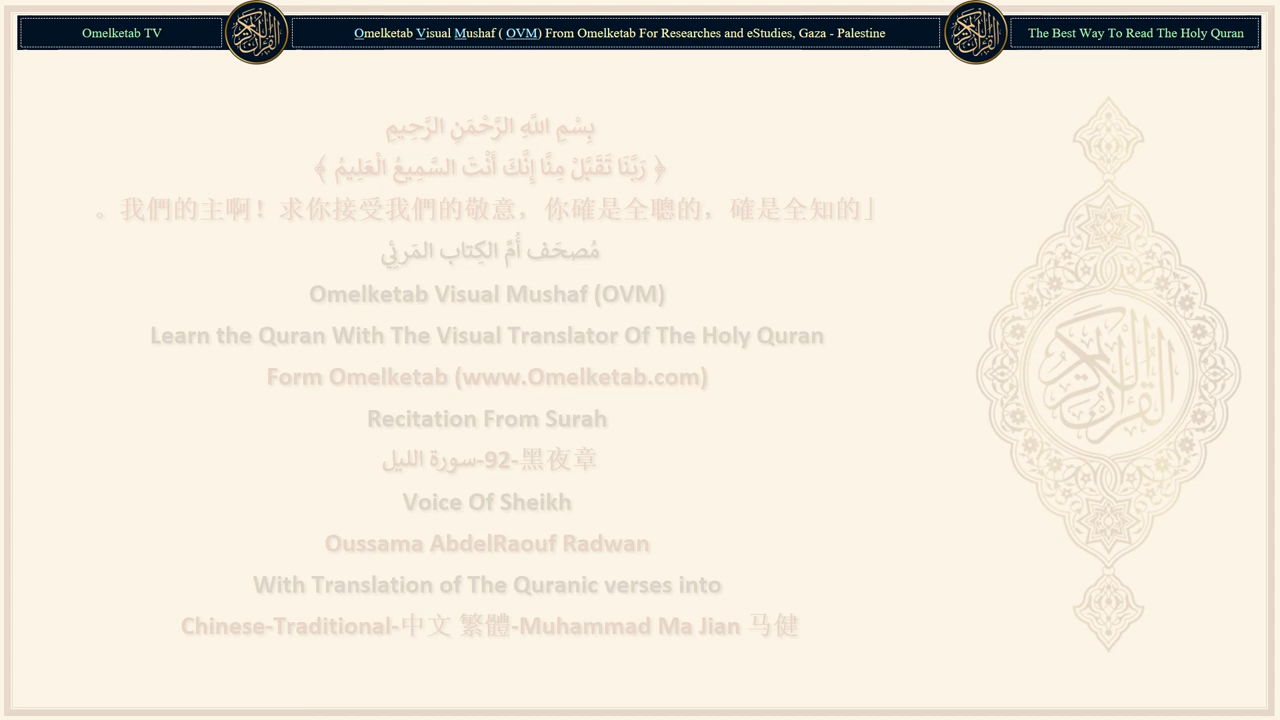 Omelketab TV
Omelketab Visual Mushaf ( OVM) From Omelketab For Researches and eStudies, Gaza - Palestine
The Best Way To Read The Holy Quran
بِسْمِ اللَّهِ الرَّحْمَنِ الرَّحِيمِ
﴿ رَبَّنَا تَقَبَّلْ مِنَّا إِنَّكَ أَنْتَ السَّمِيعُ الْعَلِيمُ ﴾
。我們的主啊！求你接受我們的敬意，你確是全聰的，確是全知的」
مُصحَف أُمِّ الكِتاب المَرئِي
Omelketab Visual Mushaf (OVM)
Learn the Quran With The Visual Translator Of The Holy Quran
Form Omelketab (www.Omelketab.com)
Recitation From Surah
سورة الليل-92-黑夜章
Voice Of Sheikh
Oussama AbdelRaouf Radwan
With Translation of The Quranic verses into
Chinese-Traditional-中文 繁體-Muhammad Ma Jian 马健
القرآن الكريم